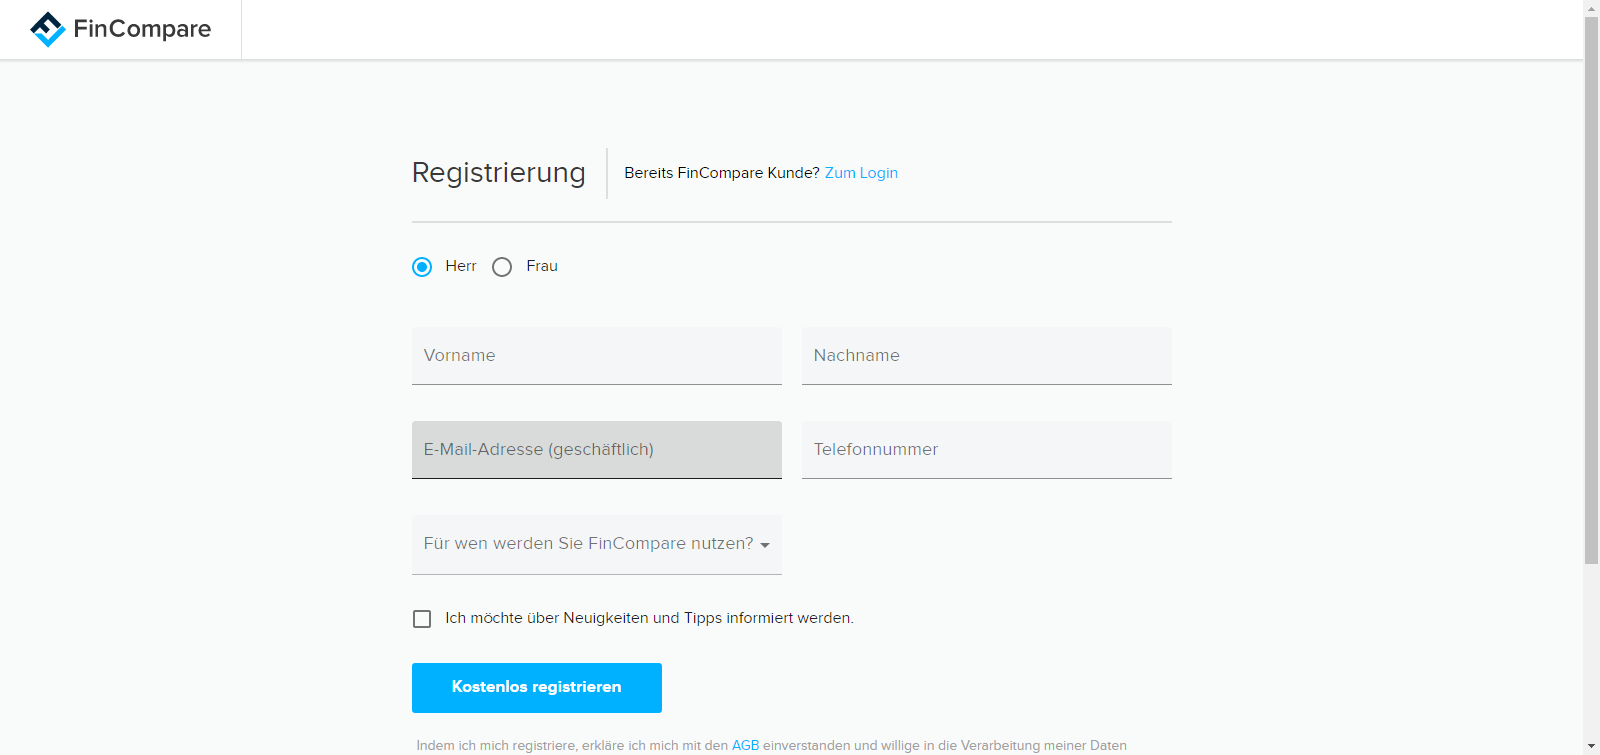 FinCompare
Registrierung
Bereits FinCompare Kunde? Zum Login
Herr Frau
Vorname
Nachname
E-Mail-Adresse (geschäftlich)
Telefonnummer
Für wen werden Sie FinCompare nutzen?
Ich möchte über Neuigkeiten und Tipps informiert werden.
Kostenlos registrieren
Indem ich mich registriere, erkläre ich mich mit den AGB einverstanden und willige in die Verarbeitung meiner Daten